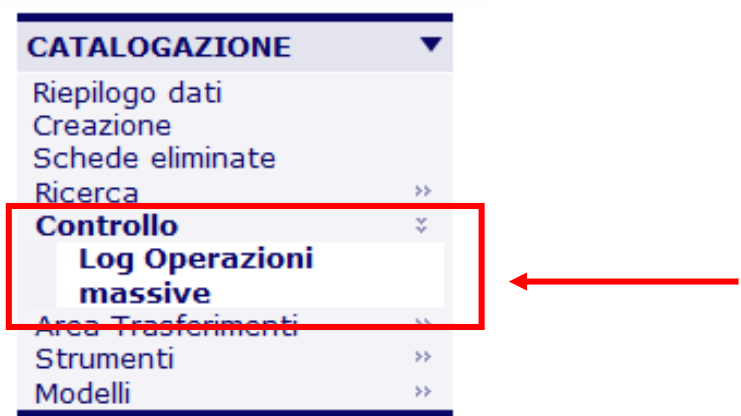 CATALOGAZIONE
Riepilogo dati
Creazione
Schede eliminate
Ricerca
Controllo
Log Operazioni
massive
Area Trasferimenti
Strumenti
Modelli